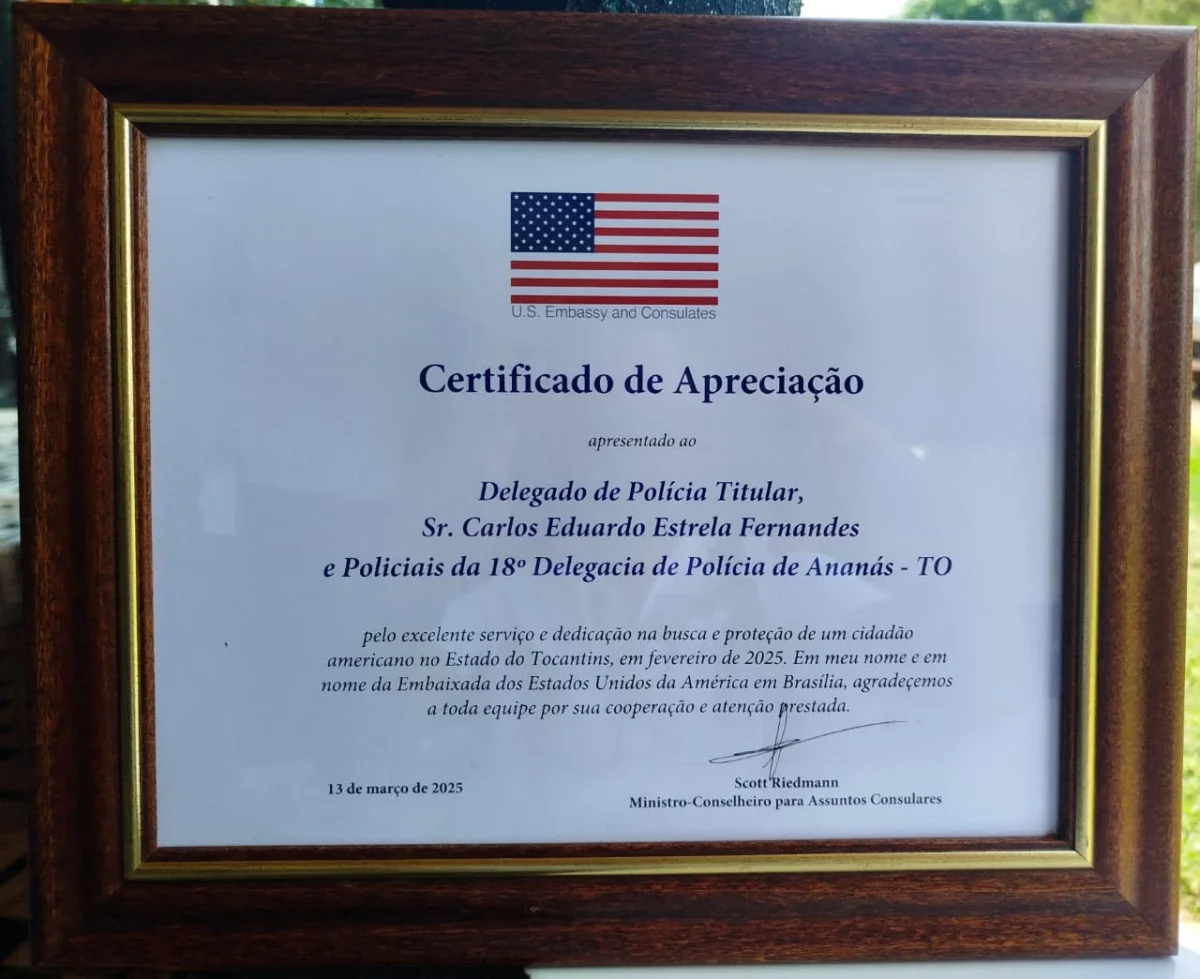 U.S. Embassy and Consulates
Certificado de Apreciação
apresentado ao
Delegado de Polícia Titular,
Sr. Carlos Eduardo Estrela Fernandes
e Policiais da 18º Delegacia de Polícia de Ananás - TO
pelo excelente serviço e dedicação na busca e proteção de um cidadão
americano no Estado do Tocantins, em fevereiro de 2025. Em meu nome e em
nome da Embaixada dos Estados Unidos da América em Brasília, agradeçemos
a toda equipe por sua cooperação e atenção prestada.
13 de março de 2025
Scott Riedmann
Ministro-Conselheiro para Assuntos Consulares